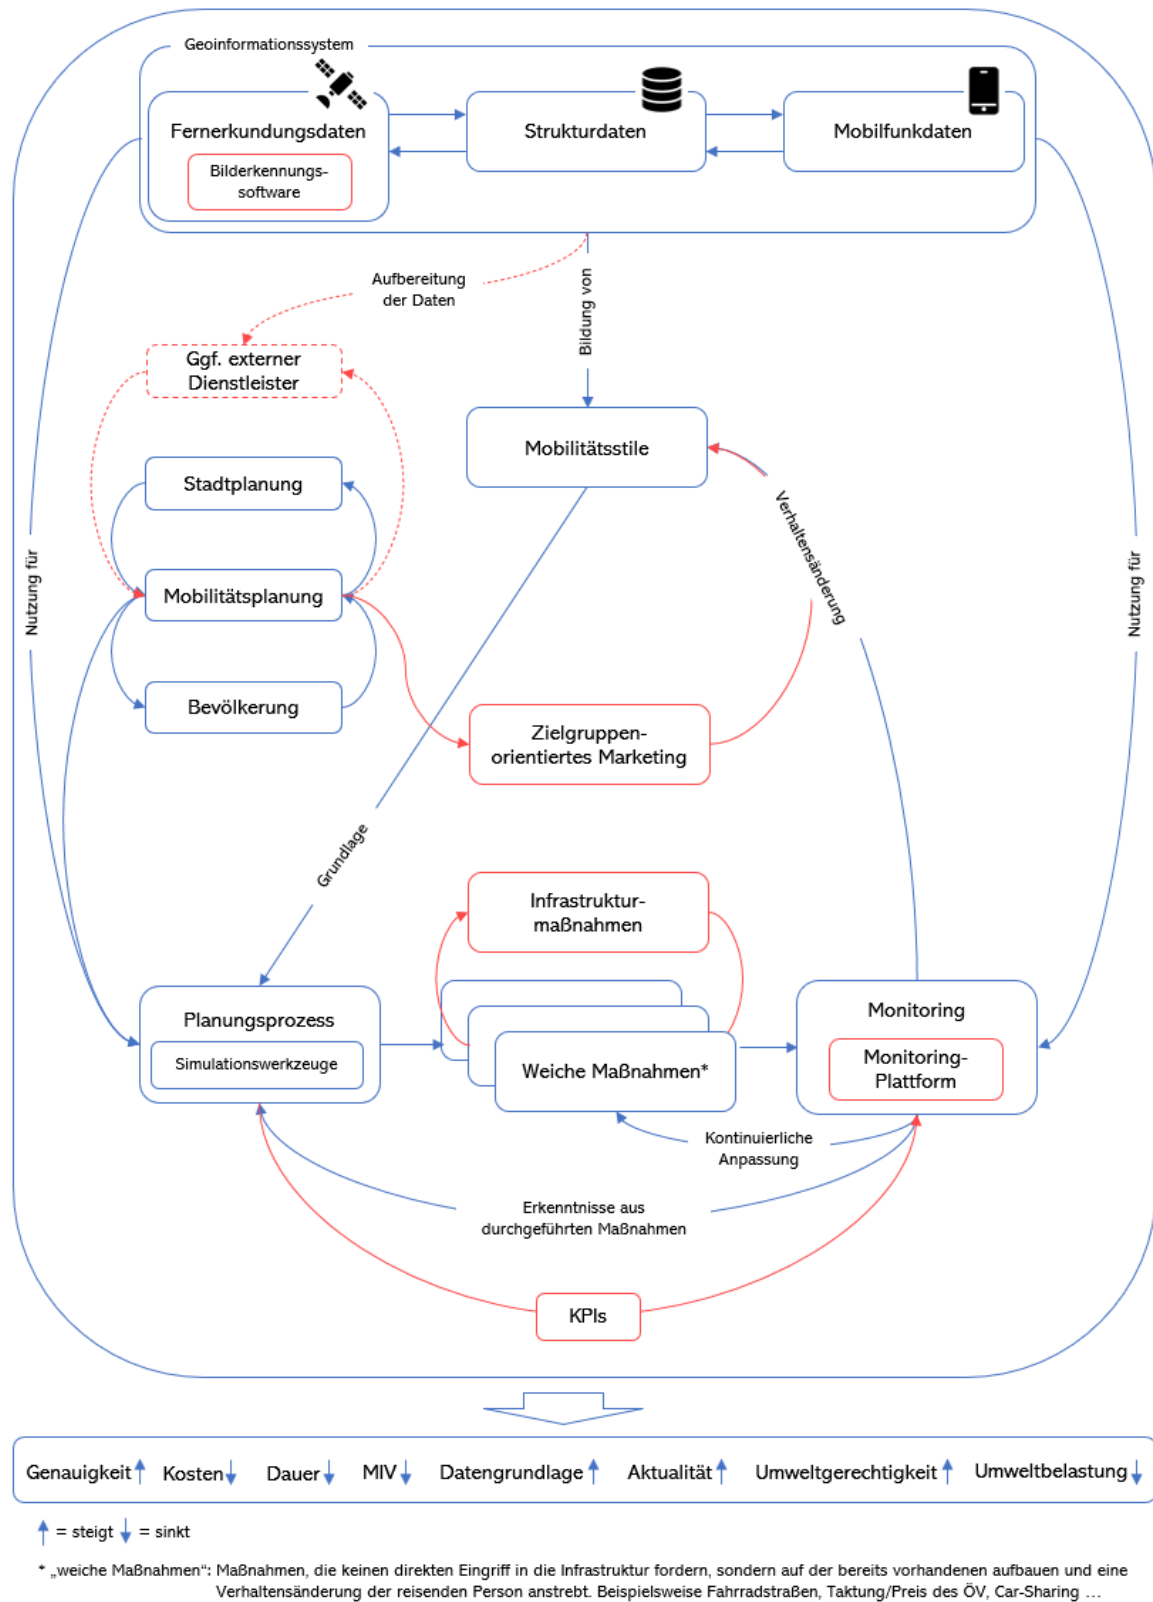 Geoinformationssystem
Fernerkundungsdaten
Strukturdaten
Mobilfunkdaten
Bilderkennungs-
software
Aufbereitung
der Daten
Bildung von
Ggf. externer
Dienstleister
Mobilitätsstile
Stadtplanung
Verhaltensänderung
Nutzung für
Nutzung für
Mobilitätsplanung
Bevölkerung
Zielgruppen-
orientiertes Marketing
Grundlage
Infrastruktur-
maßnahmen
Planungsprozess
Simulationswerkzeuge
Weiche Maßnahmen*
Monitoring
Monitoring-
Plattform
Kontinuierliche
Anpassung
Erkenntnisse aus
durchgeführten Maßnahmen
KPIs
Genauigkeit Kosten Dauer MIV Datengrundlage Aktualität Umweltgerechtigkeit Umweltbelastung
= steigt = sinkt
* „weiche Maßnahmen“: Maßnahmen, die keinen direkten Eingriff in die Infrastruktur fordern, sondern auf der bereits vorhandenen aufbauen und eine
Verhaltensänderung der reisenden Person anstrebt. Beispielsweise Fahrradstraßen, Taktung/Preis des ÖV, Car-Sharing ...